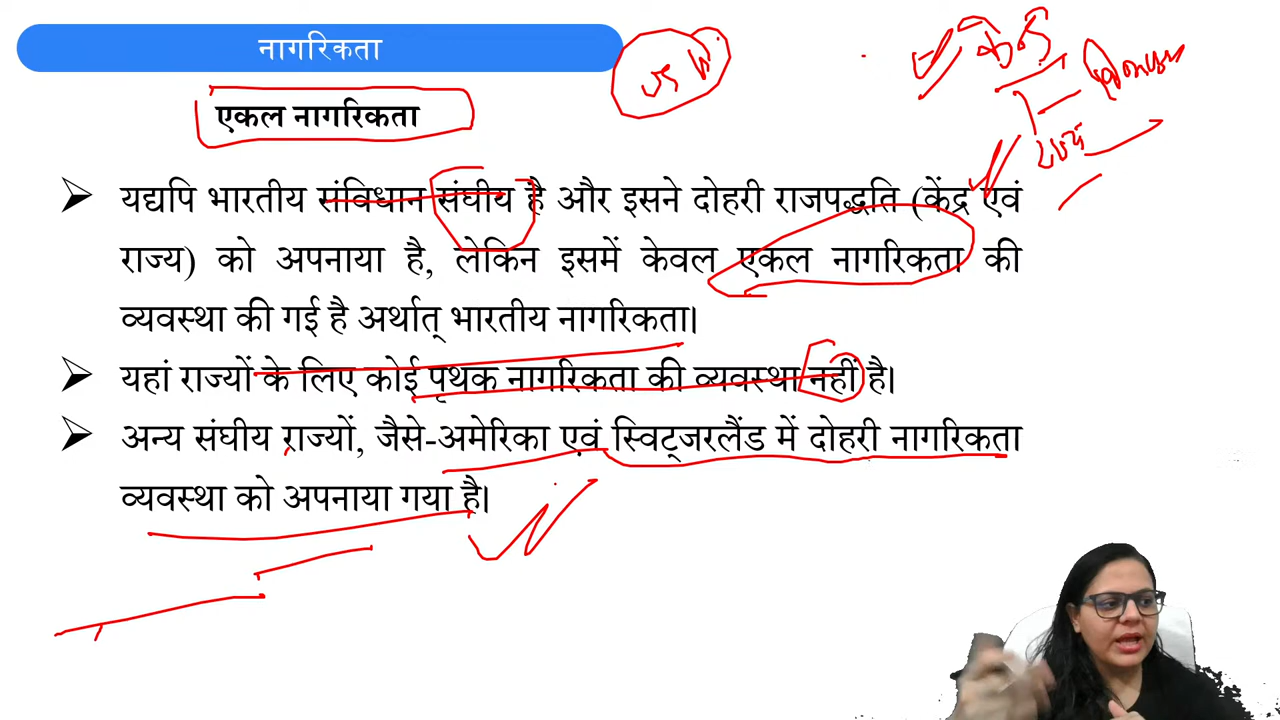 नागरिकता
एकल नागरिकता
यद्यपि भारतीय संविधान संघीय है और इसने दोहरी राजपद्धति (केंद्र एवं
राज्य) को अपनाया है, लेकिन इसमें केवल एकल नागरिकता की
व्यवस्था की गई है अर्थात् भारतीय नागरिकता।
यहां राज्यों के लिए कोई पृथक नागरिकता की व्यवस्था नहीं है।
अन्य संघीय राज्यों, जैसे-अमेरिका एवं स्विट्जरलैंड में दोहरी नागरिकता
व्यवस्था को अपनाया गया है।